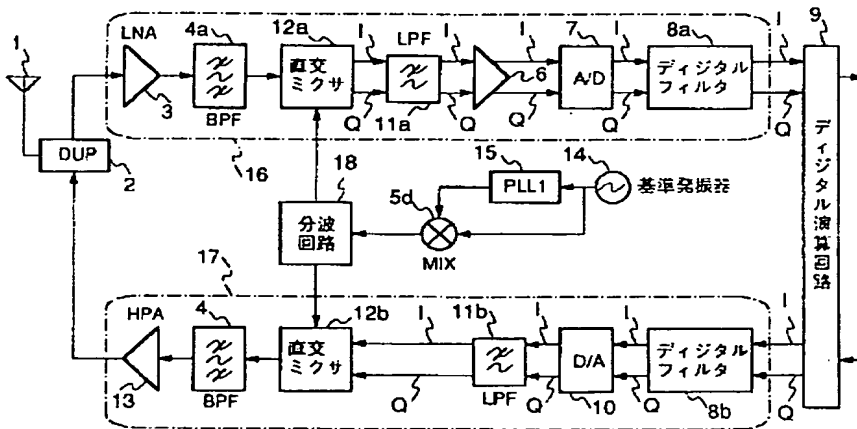 1
DUP
2
LNA
3
4a
BPF
12a
直交
ミクサ
I
Q
LPF
11a
I
Q
6
I
Q
7
A/D
I
Q
8a
ディジタル
フィルタ
I
Q
9
ディジタル演算回路
16
18
分波
回路
5d
MIX
15
PLL1
14
基準発振器
17
HPA
13
4
BPF
12b
直交
ミクサ
I
Q
11b
LPF
I
Q
D/A
10
I
Q
ディジタル
フィルタ
8b
I
Q